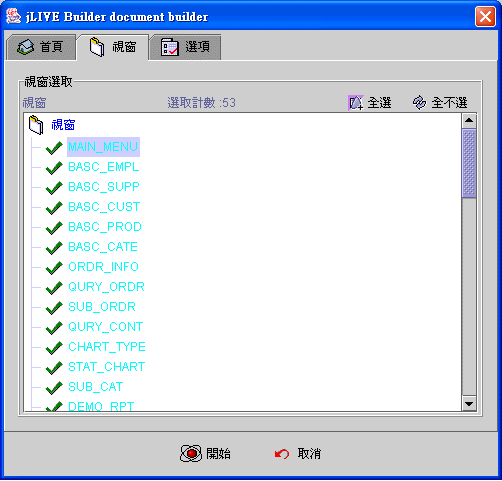 jLIVE Builder document builder
首頁 視窗 選項
視窗選取
視窗 選取計數 :53 全選 全不選
視窗
MAIN_MENU
BASC_EMPL
BASC_SUPP
BASC_CUST
BASC_PROD
BASC_CATE
ORDR_INFO
QURY_ORDR
SUB_ORDR
QURY_CONT
CHART_TYPE
STAT_CHART
SUB_CAT
DEMO_RPT
開始 取消